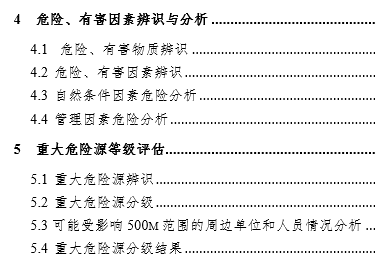 4 危险、有害因素辨识与分析................................................
4.1 危险、有害物质辨识................................................
4.2 危险、有害因素辨识................................................
4.3 自然条件因素危险分析................................................
4.4 管理因素危险分析................................................
5 重大危险源等级评估................................................
5.1 重大危险源辨识................................................
5.2 重大危险源分级................................................
5.3 可能受影响 500M 范围的周边单位和人员情况分析 ...
5.4 重大危险源分级结果................................................